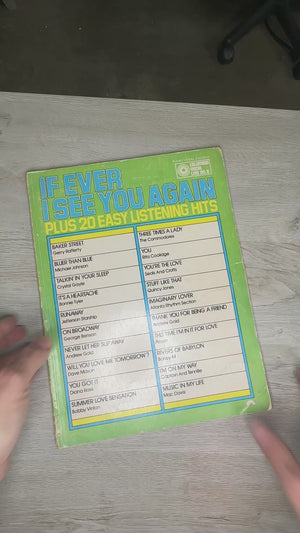 IF EVER
I SEE YOU AGAIN
PLUS 20 EASY LISTENING HITS
BAKER STREET
Gerry Rafferty
BLUER THAN BLUE
Michael Johnson
TALKIN' IN YOUR SLEEP
Crystal Gayle
IT'S A HEARTACHE
Bonnie Tyler
RUNAWAY
Jefferson Starship
ON BROADWAY
George Benson
NEVER LET HER SLIP AWAY
Andrew Gold
WILL YOU LOVE ME TOMORROW?
Dave Mason
YOU GOT IT
Diana Ross
SUMMER LOVE SENSATION
Bobby Vinton
THREE TIMES A LADY
The Commodores
YOU
Rita Coolidge
YOU'RE THE LOVE
Seals And Crofts
STUFF LIKE THAT
Quincy Jones
IMAGINARY LOVER
Atlanta Rhythm Section
THANK YOU FOR BEING A FRIEND
Andrew Gold
THIS TIME I'M IN IT FOR LOVE
RIVERS OF BABYLON
Boney M
I'M ON MY WAY
Captain And Tennille
MUSIC IN MY LIFE
Mac Davis